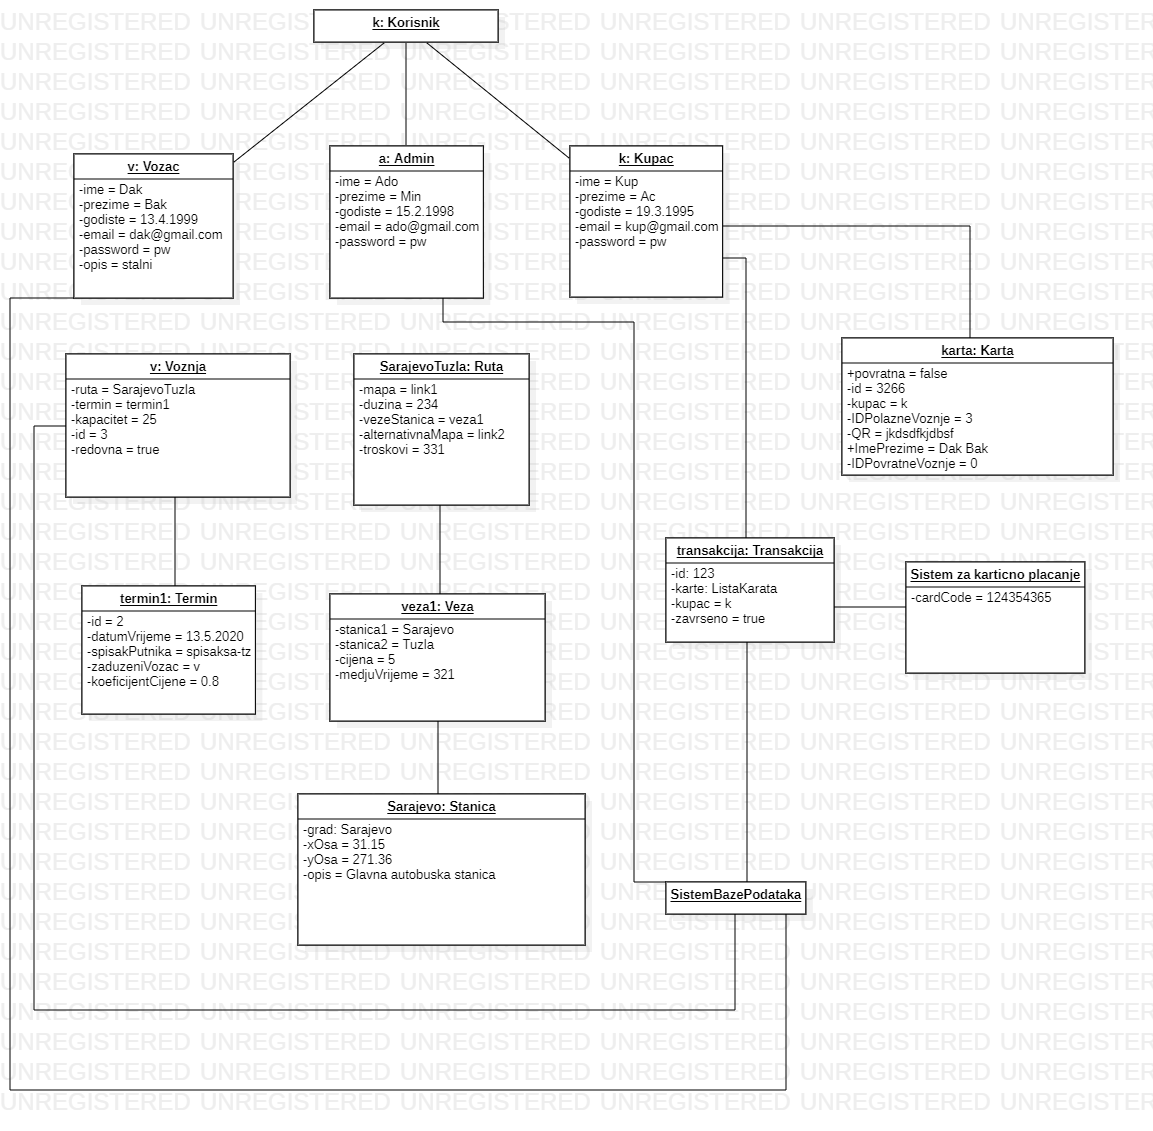 k: Korisnik
v: Vozac
-ime = Dak
-prezime = Bak
-godiste = 13.4.1999
-email = dak@gmail.com
-password = pw
-opis = stalni
a: Admin
-ime = Ado
-prezime = Min
-godiste = 15.2.1998
-email = ado@gmail.com
-password = pw
k: Kupac
-ime = Kup
-prezime = Ac
-godiste = 19.3.1995
-email = kup@gmail.com
-password = pw
v: Voznja
-ruta = SarajevoTuzla
-termin = termin1
-kapacitet = 25
-id = 3
-redovna = true
SarajevoTuzla: Ruta
-mapa = link1
-duzina = 234
-vezeStanica = veza1
-alternativnaMapa = link2
-troskovi = 331
karta: Karta
+povratna = false
-id = 3266
-kupac = k
-IDPolazneVoznje = 3
-QR = jkdsdfkjdbsf
+ImePrezime = Dak Bak
-IDPovratneVoznje = 0
transakcija: Transakcija
-id: 123
-karte: ListaKarata
-kupac = k
-zavrseno = true
Sistem za karticno placanje
-cardCode = 124354365
termin1: Termin
-id = 2
-datumVrijeme = 13.5.2020
-spisakPutnika = spisaksa-tz
-zaduzeniVozac = v
-koeficijentCijene = 0.8
veza1: Veza
-stanica1 = Sarajevo
-stanica2 = Tuzla
-cijena = 5
-medjuVrijeme = 321
Sarajevo: Stanica
-grad: Sarajevo
-xOsa = 31.15
-yOsa = 271.36
-opis = Glavna autobuska stanica
SistemBazePodataka